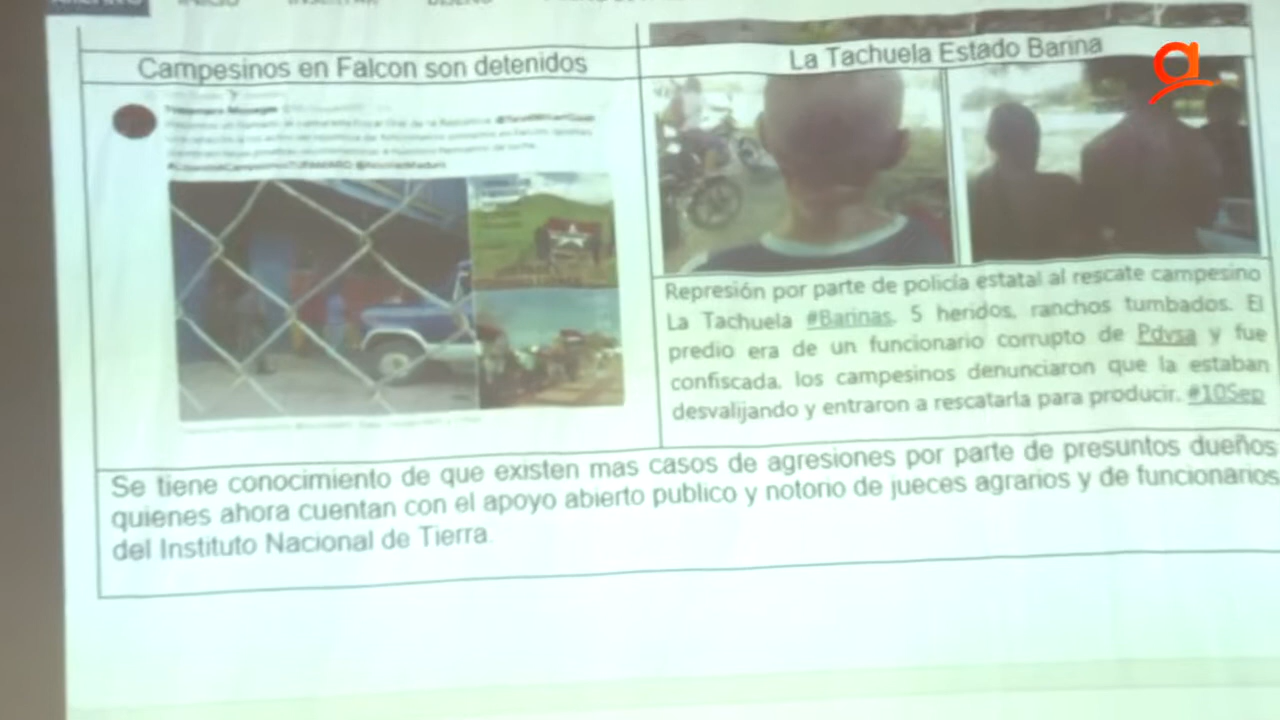 INICIO
Campesinos en Falcon son detenidos
La Tachuela Estado Barina
Represión por parte de policía estatal al rescate campesino
La Tachuela #Barinas. 5 heridos, ranchos tumbados. El
predio era de un funcionario corrupto de Pdvsa y fue
confiscada, los campesinos denunciaron que la estaban
desvalijando y entraron a rescatarla para producir. #10Sep
Se tiene conocimiento de que existen mas casos de agresiones por parte de presuntos dueños
quienes ahora cuentan con el apoyo abierto publico y notorio de jueces agrarios y de funcionarios
del Instituto Nacional de Tierra.